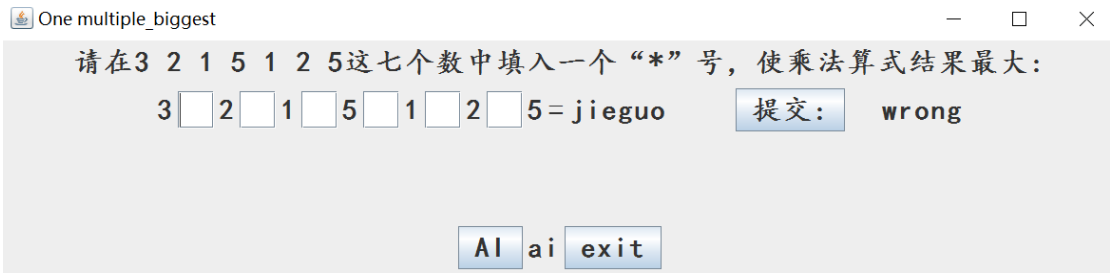 One multiple_biggest
请在3 2 1 5 1 2 5这七个数中填入一个“*”号，使乘法算式结果最大：
3 2 1 5 1 2 5=jieguo 提交： wrong
AI ai exit